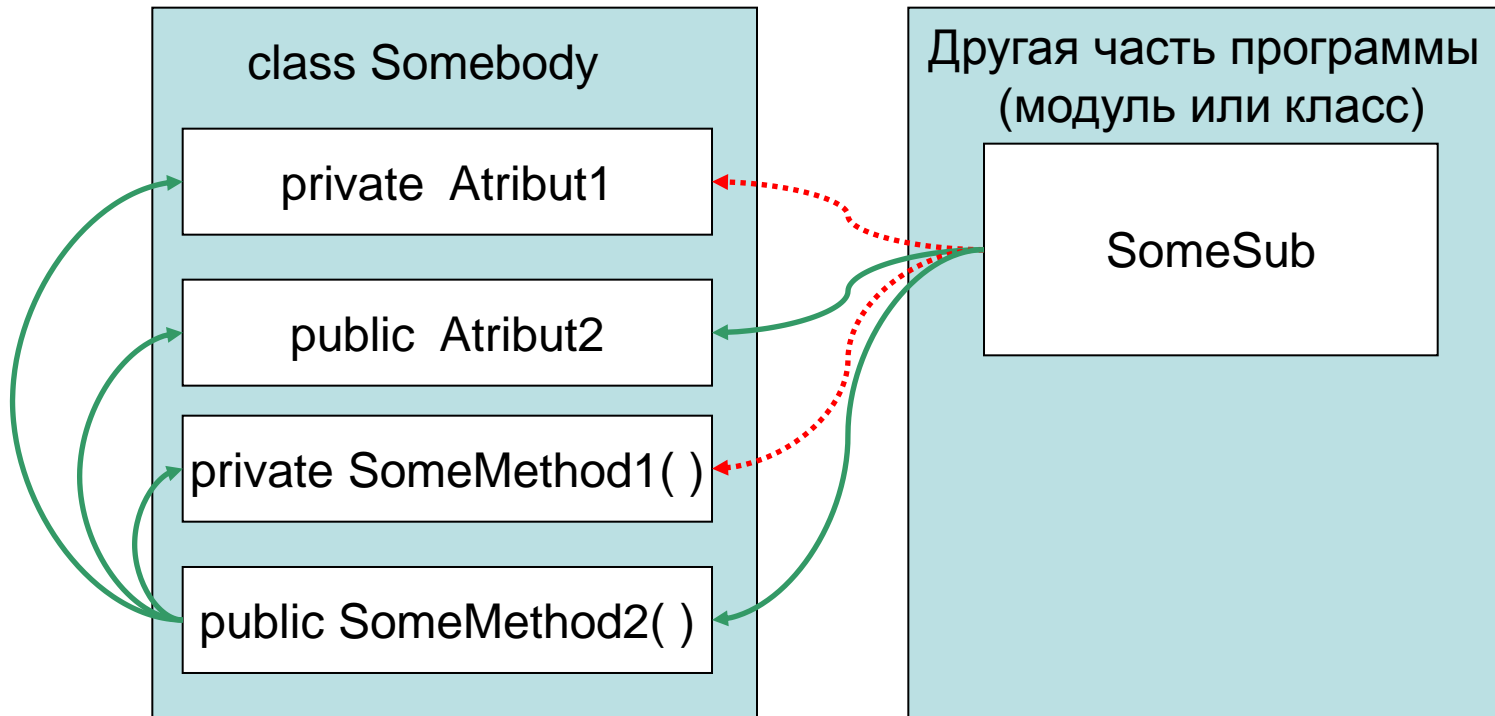 class Somebody
private Atribut1
public Atribut2
private SomeMethod1( )
public SomeMethod2( )
Другая часть программы
(модуль или класс)
SomeSub